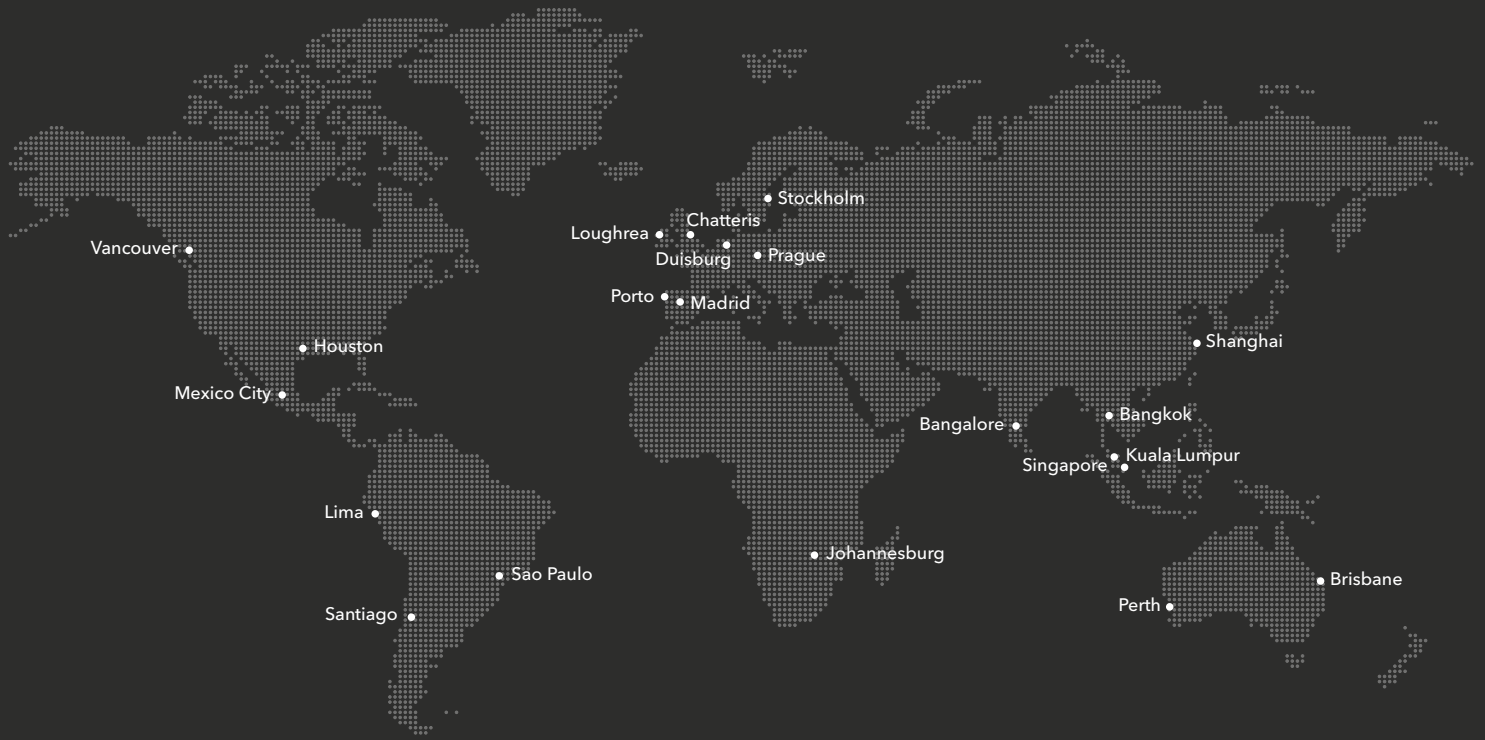 Stockholm
Chatteris
Loughrea
Vancouver
Duisburg
Prague
Porto
Madrid
Shanghai
Houston
Mexico City
Bangkok
Bangalore
Kuala Lumpur
Singapore
Lima
Johannesburg
Sao Paulo
Brisbane
Perth
Santiago